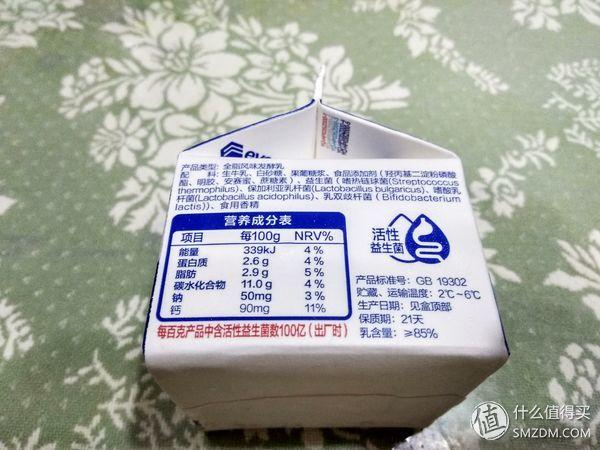 产品类型：全脂风味发酵乳
配 料：生牛乳、白砂糖、果葡糖浆、食品添加剂（羟丙基二淀粉磷酸
酯、明胶、安赛蜜、蔗糖素）、益生菌（嗜热链球菌(Streptococcus
thermophilus)、保加利亚乳杆菌(Lactobacillus bulgaricus)、嗜酸乳
杆菌(Lactobacillus acidophilus)、乳双歧杆菌（Bifidobacterium
lactis))、食用香精
营养成分表
项目 每100g NRV%
能量 339kJ 4%
蛋白质 2.6 g 4%
脂肪 2.9 g 5%
碳水化合物 11.0 g 4%
钠 50mg 3%
钙 90mg 11%
每百克产品中含活性益生菌数100亿（出厂时）
活性
益生菌
产品标准号：GB 19302
贮藏、运输温度：2℃~6℃
生产日期：见盒顶部
保质期：21天
乳含量：≥85%
值 什么值得买
SMZDM.COM